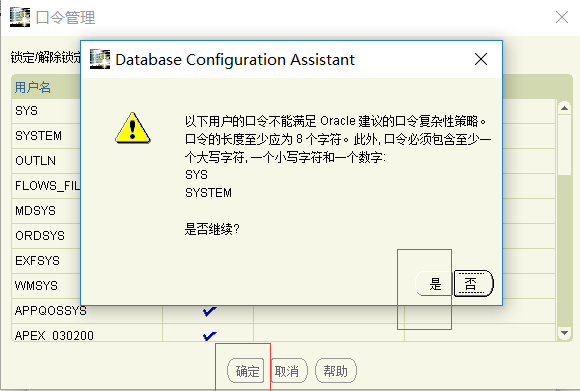 口令管理
锁定/解除锁定
用户名
SYS
SYSTEM
OUTLN
FLOWS_FIL
MDSYS
ORDSYS
EXFSYS
WMSYS
APPQOSSYS
APEX_030200
Database Configuration Assistant
以下用户的口令不能满足 Oracle 建议的口令复杂性策略。
口令的长度至少应为 8 个字符。此外, 口令必须包含至少一
个大写字符, 一个小写字符和一个数字:
SYS
SYSTEM
是否继续?
是 否
确定 取消 帮助